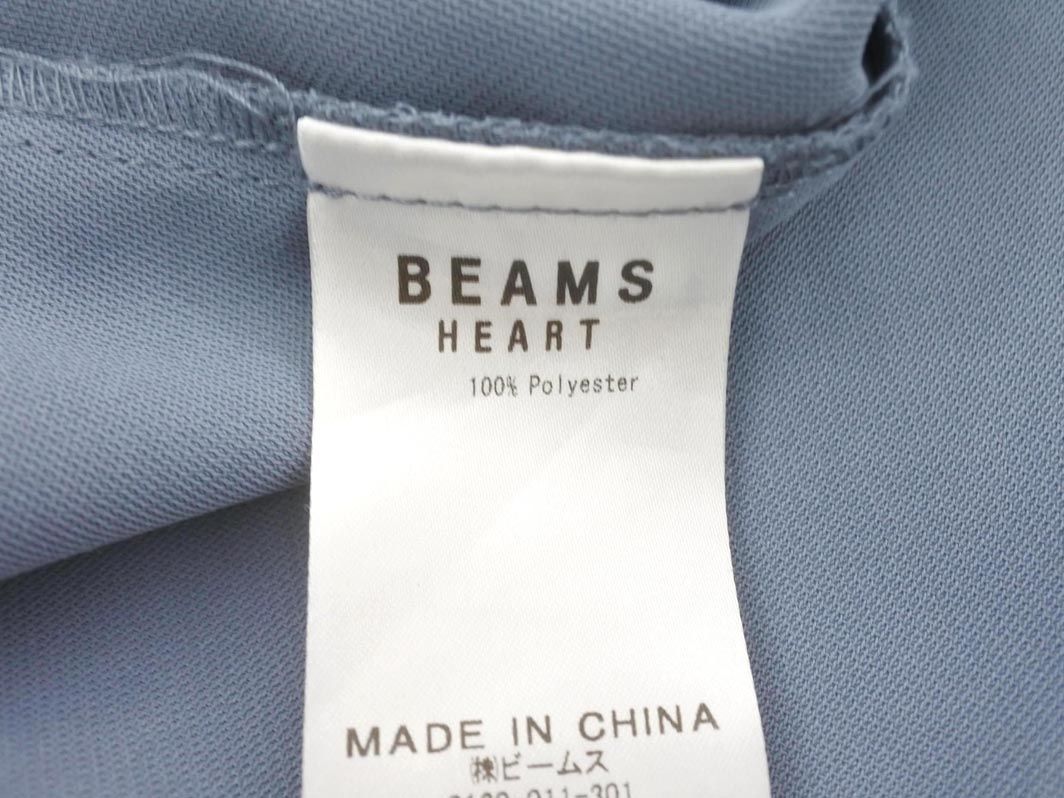 BEAMS
HEART
100% Polyester
MADE IN CHINA
㈱ビームス